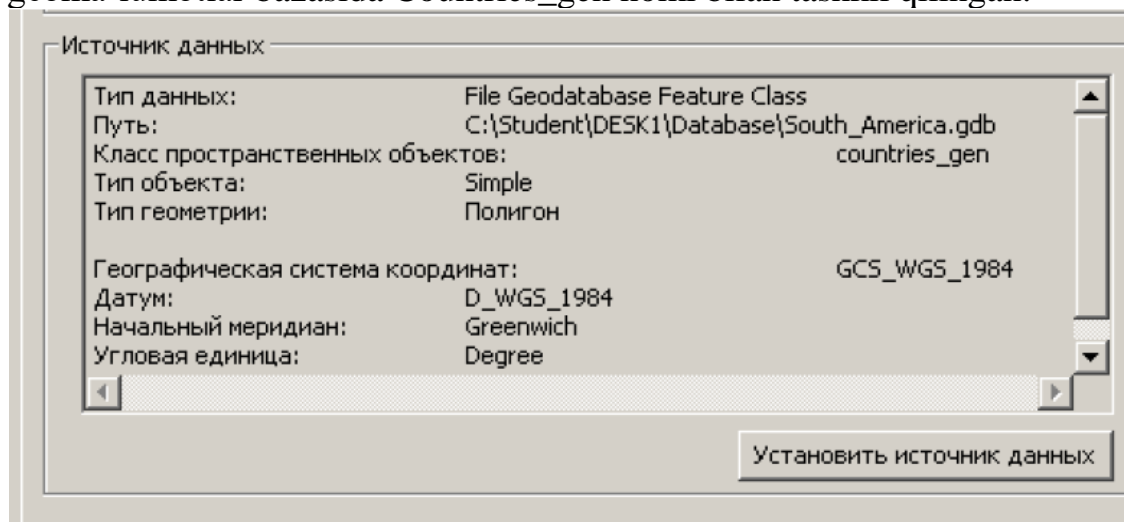 Источник данных
Тип данных: File Geodatabase Feature Class
Путь: C:\Student\DESK1\Database\South_America.gdb
Класс пространственных объектов: countries_gen
Тип объекта: Simple
Тип геометрии: Полигон
Географическая система координат: GCS_WGS_1984
Датум: D_WGS_1984
Начальный меридиан: Greenwich
Угловая единица: Degree
Установить источник данных